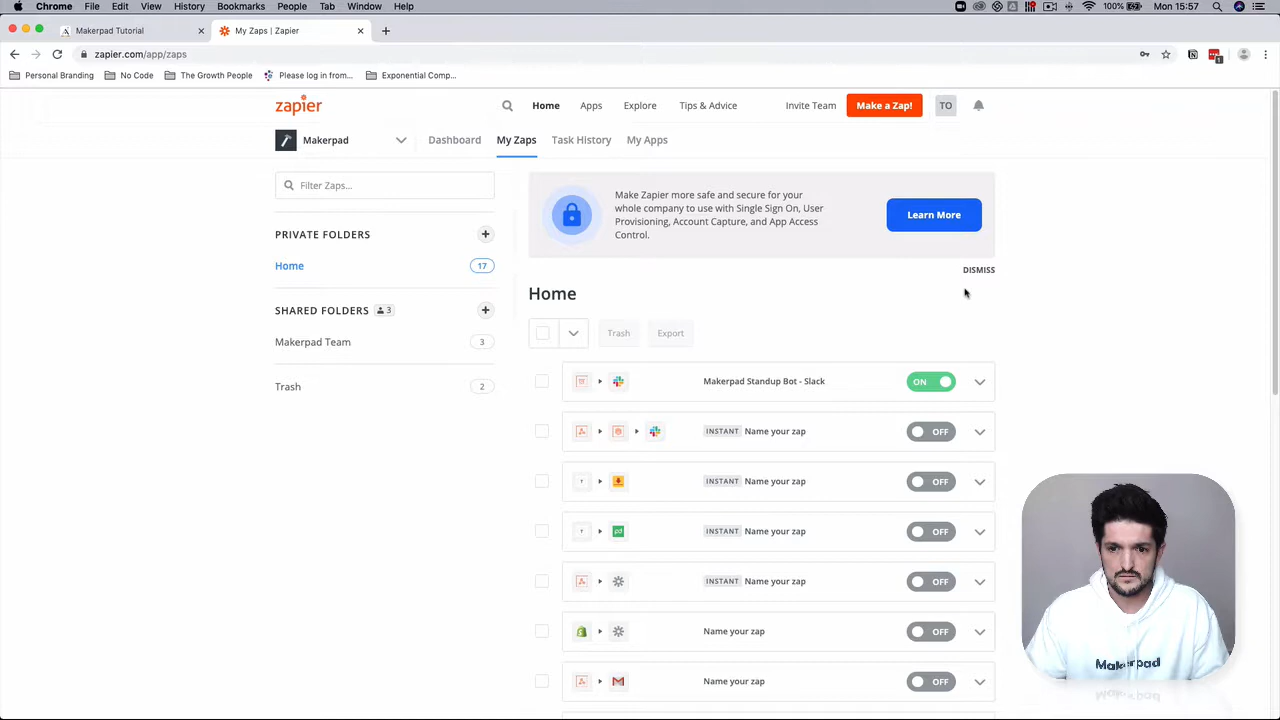 Chrome File Edit View History Bookmarks People Tab Window Help 100% Mon 15:57
Makerpad Tutorial My Zaps | Zapier
zapier.com/app/zaps
Personal Branding No Code The Growth People Please log in from... Exponential Comp...
zapier Home Apps Explore Tips & Advice Invite Team Make a Zap! TO
Makerpad Dashboard My Zaps Task History My Apps
Filter Zaps...
PRIVATE FOLDERS
Home 17
SHARED FOLDERS 3
Makerpad Team 3
Trash 2
Make Zapier more safe and secure for your
whole company to use with Single Sign On, User
Provisioning, Account Capture, and App Access
Control.
Learn More
DISMISS
Home
Trash Export
Makerpad Standup Bot - Slack ON
INSTANT Name your zap OFF
INSTANT Name your zap OFF
INSTANT Name your zap OFF
INSTANT Name your zap OFF
Name your zap OFF
Name your zap OFF
Makerpad